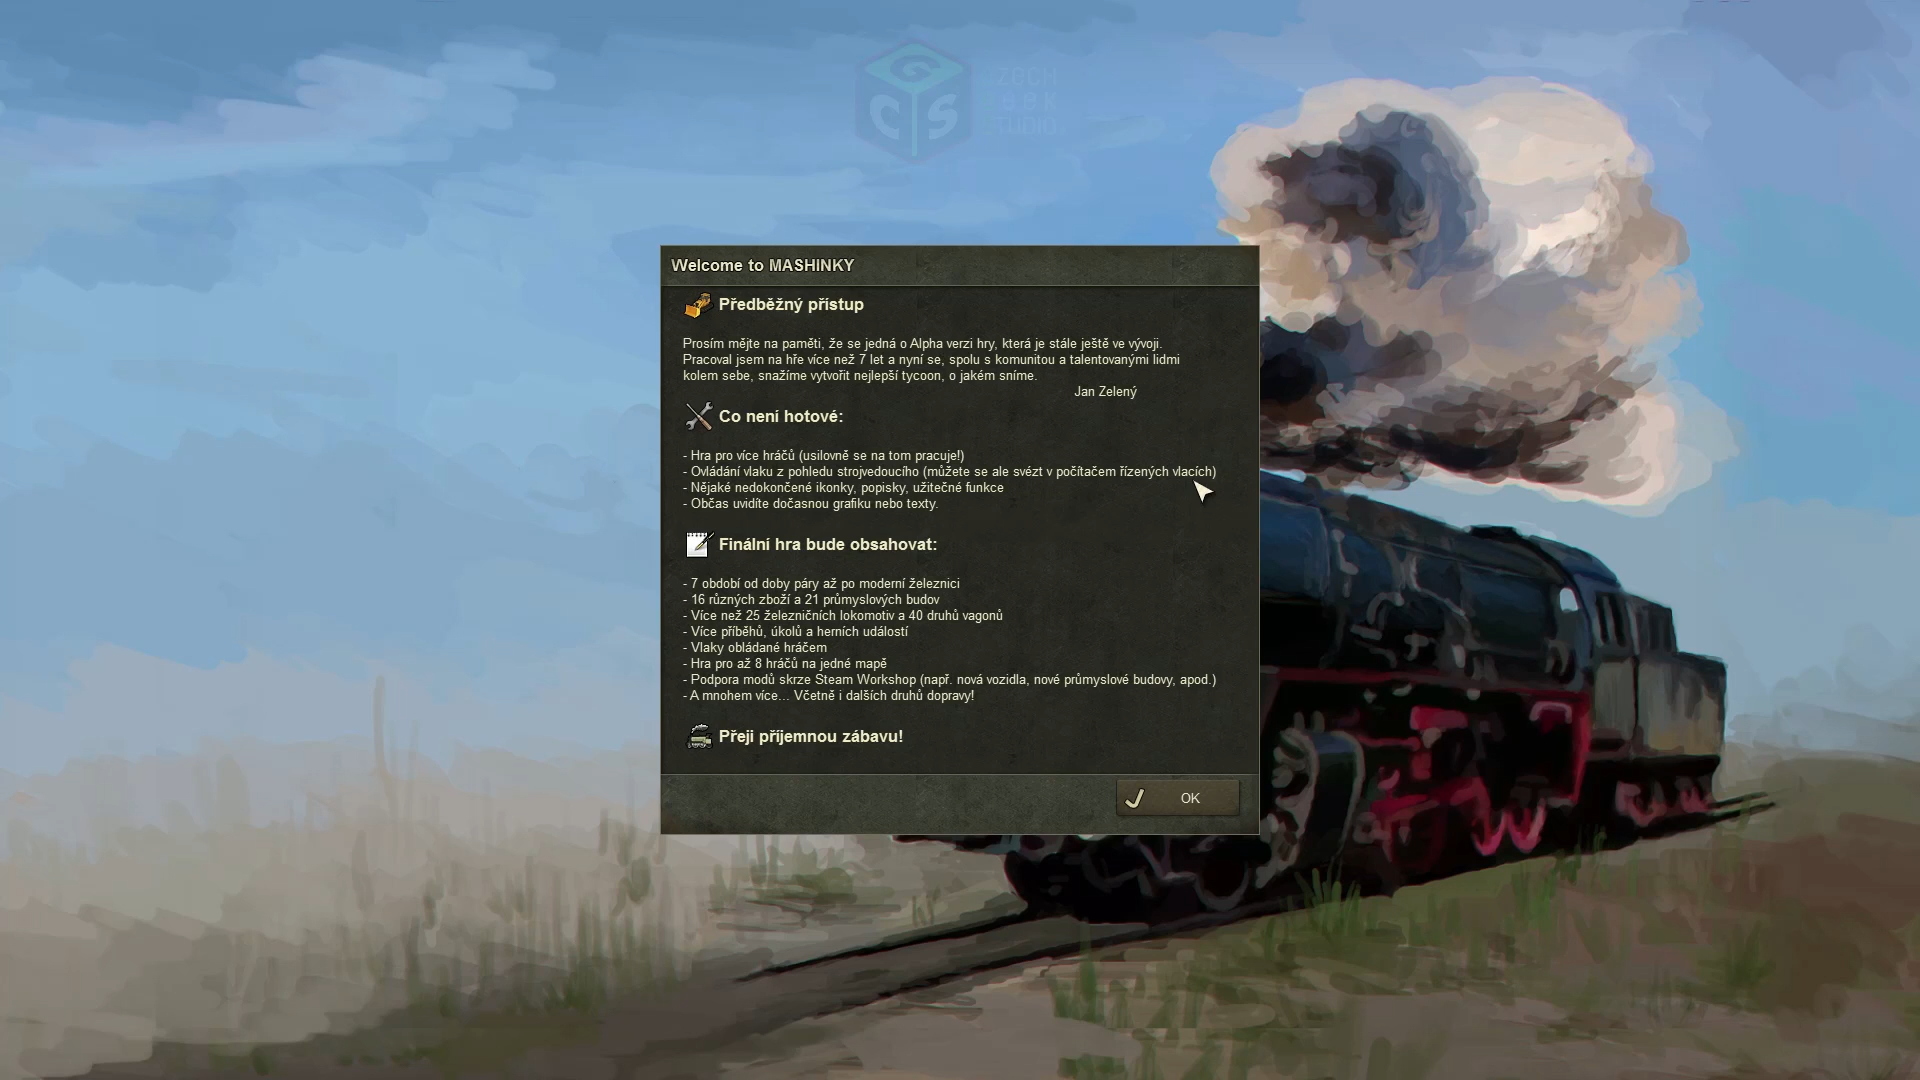 CZECH
GEEK
STUDIO
Welcome to MASHINKY
Předběžný přístup
Prosím mějte na paměti, že se jedná o Alpha verzi hry, která je stále ještě ve vývoji.
Pracoval jsem na hře více než 7 let a nyní se, spolu s komunitou a talentovanými lidmi
kolem sebe, snažíme vytvořit nejlepší tycoon, o jakém sníme.
Jan Zelený
Co není hotové:
- Hra pro více hráčů (usilovně se na tom pracuje!)
- Ovládání vlaku z pohledu strojvedoucího (můžete se ale svézt v počítačem řízených vlacích)
- Nějaké nedokončené ikonky, popisky, užitečné funkce
- Občas uvidíte dočasnou grafiku nebo texty.
Finální hra bude obsahovat:
- 7 období od doby páry až po moderní železnici
- 16 různých zboží a 21 průmyslových budov
- Více než 25 železničních lokomotiv a 40 druhů vagonů
- Více příběhů, úkolů a herních událostí
- Vlaky obládané hráčem
- Hra pro až 8 hráčů na jedné mapě
- Podpora modů skrze Steam Workshop (např. nová vozidla, nové průmyslové budovy, apod.)
- A mnohem více... Včetně i dalších druhů dopravy!
Přeji příjemnou zábavu!
OK